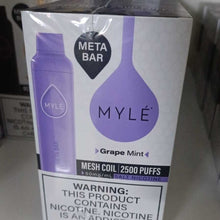 META
BAR
MYLÉ
Grape Mint
MESH COIL 2500 PUFFS
WARNING:
THIS PRODUCT
CONTAINS
NICOTINE. NICOTINE
IS AN ADDICTIVE